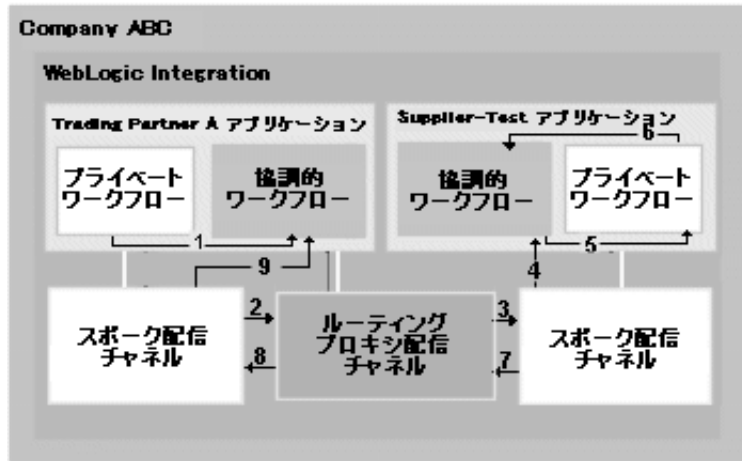 Company ABC
WebLogic Integration
Trading Partner A アプリケーション
プライベート
ワークフロー
協調的
ワークフロー
1
9
Supplier-Test アプリケーション
6
協調的
ワークフロー
プライベート
ワークフロー
5
4
スポーク配信
チャネル
2
8
ルーティング
プロキシ配信
チャネル
3
7
スポーク配信
チャネル